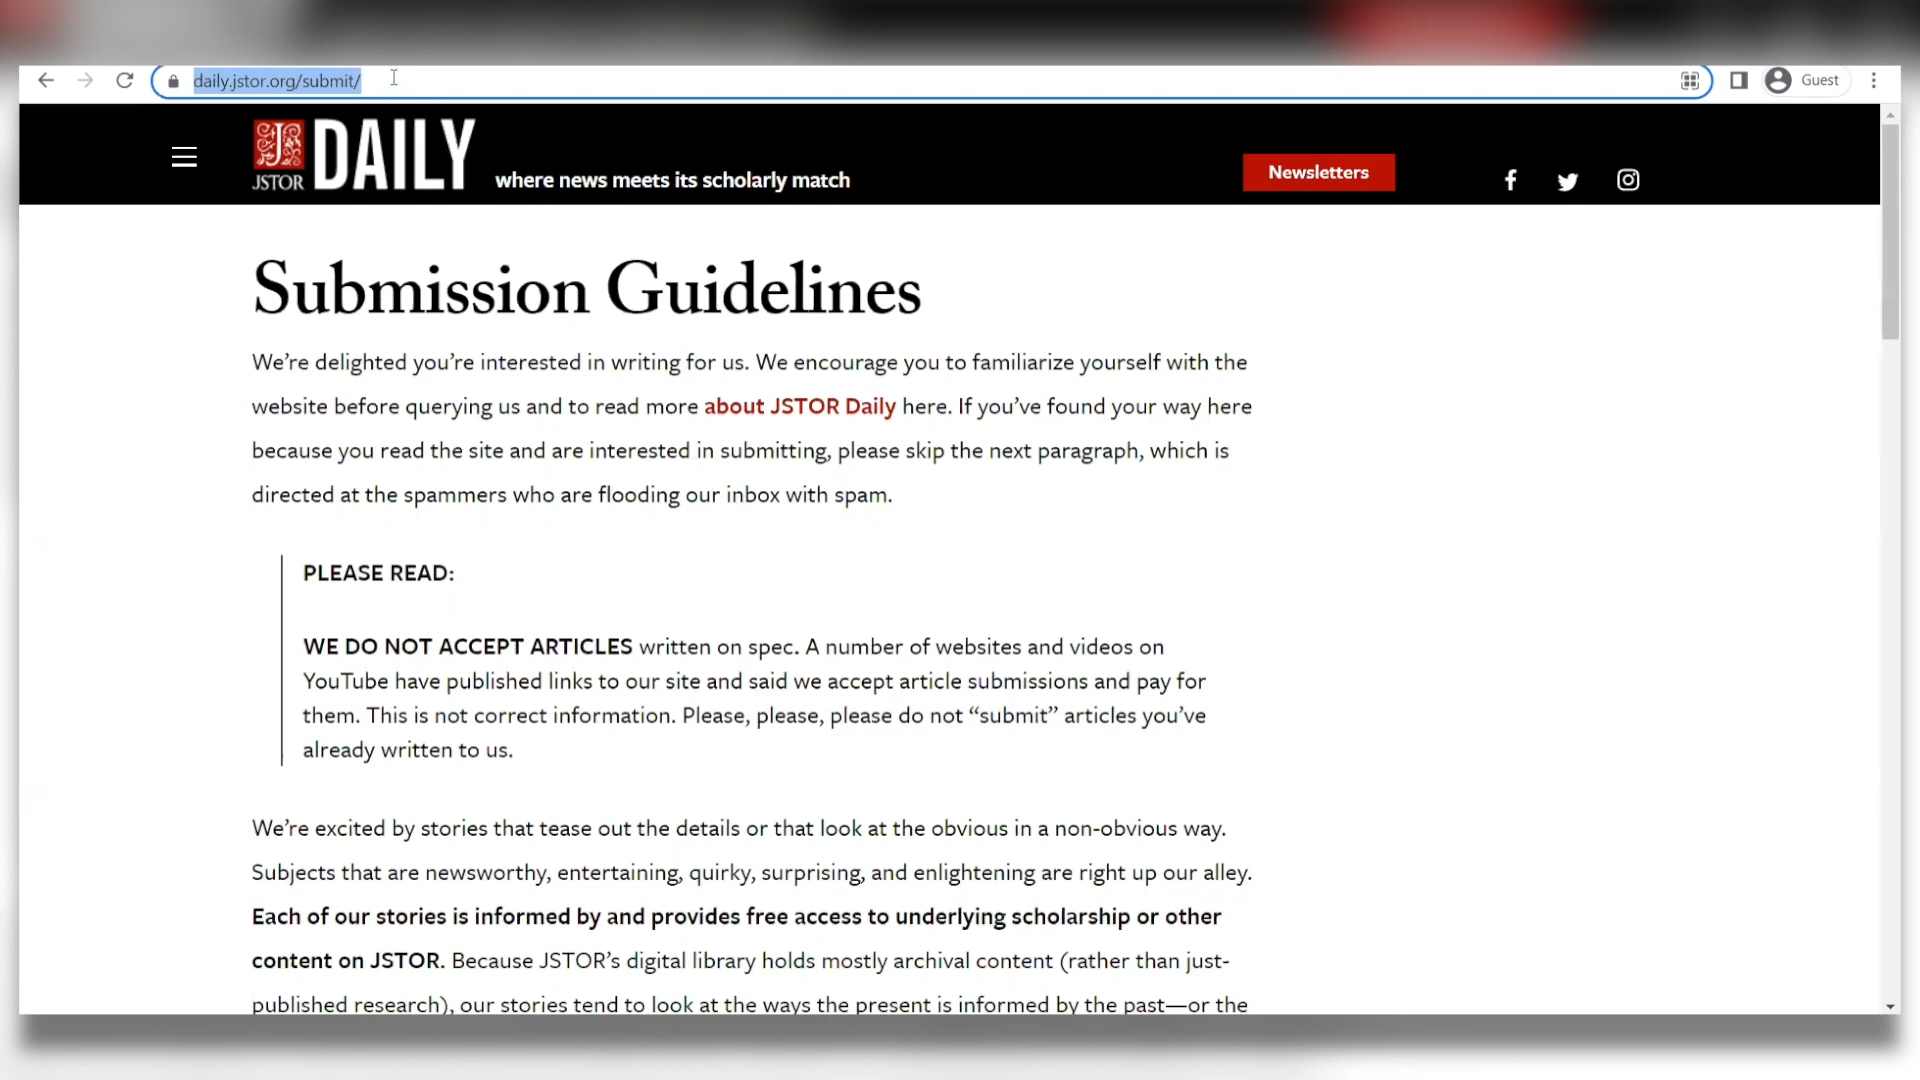 daily.jstor.org/submit/
Guest
JSTOR DAILY
where news meets its scholarly match
Newsletters
Submission Guidelines
We’re delighted you’re interested in writing for us. We encourage you to familiarize yourself with the
website before querying us and to read more about JSTOR Daily here. If you’ve found your way here
because you read the site and are interested in submitting, please skip the next paragraph, which is
directed at the spammers who are flooding our inbox with spam.
PLEASE READ:
WE DO NOT ACCEPT ARTICLES written on spec. A number of websites and videos on
YouTube have published links to our site and said we accept article submissions and pay for
them. This is not correct information. Please, please, please do not “submit” articles you’ve
already written to us.
We’re excited by stories that tease out the details or that look at the obvious in a non-obvious way.
Subjects that are newsworthy, entertaining, quirky, surprising, and enlightening are right up our alley.
Each of our stories is informed by and provides free access to underlying scholarship or other
content on JSTOR. Because JSTOR’s digital library holds mostly archival content (rather than just-
published research), our stories tend to look at the ways the present is informed by the past—or the